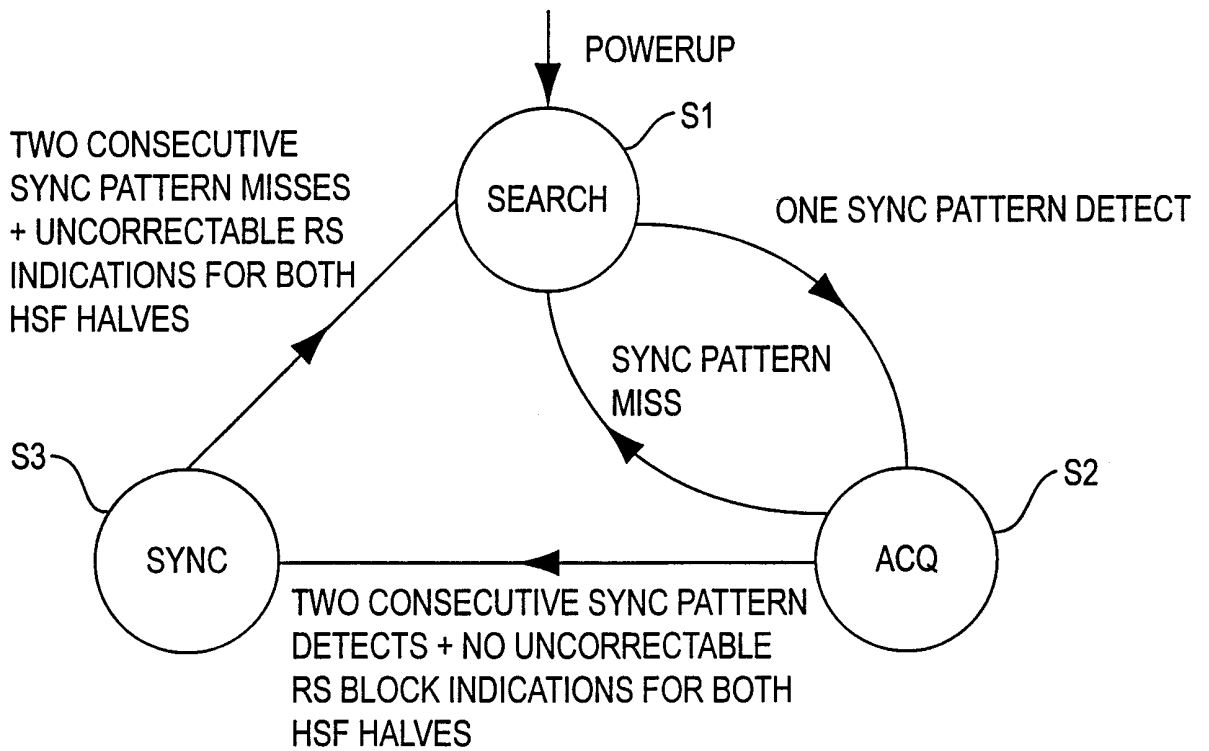 POWERUP
S1
TWO CONSECUTIVE
SYNC PATTERN MISSES
+ UNCORRECTABLE RS
INDICATIONS FOR BOTH
HSF HALVES
SEARCH
ONE SYNC PATTERN DETECT
SYNC PATTERN
MISS
S3
S2
SYNC
ACQ
TWO CONSECUTIVE SYNC PATTERN
DETECTS + NO UNCORRECTABLE
RS BLOCK INDICATIONS FOR BOTH
HSF HALVES